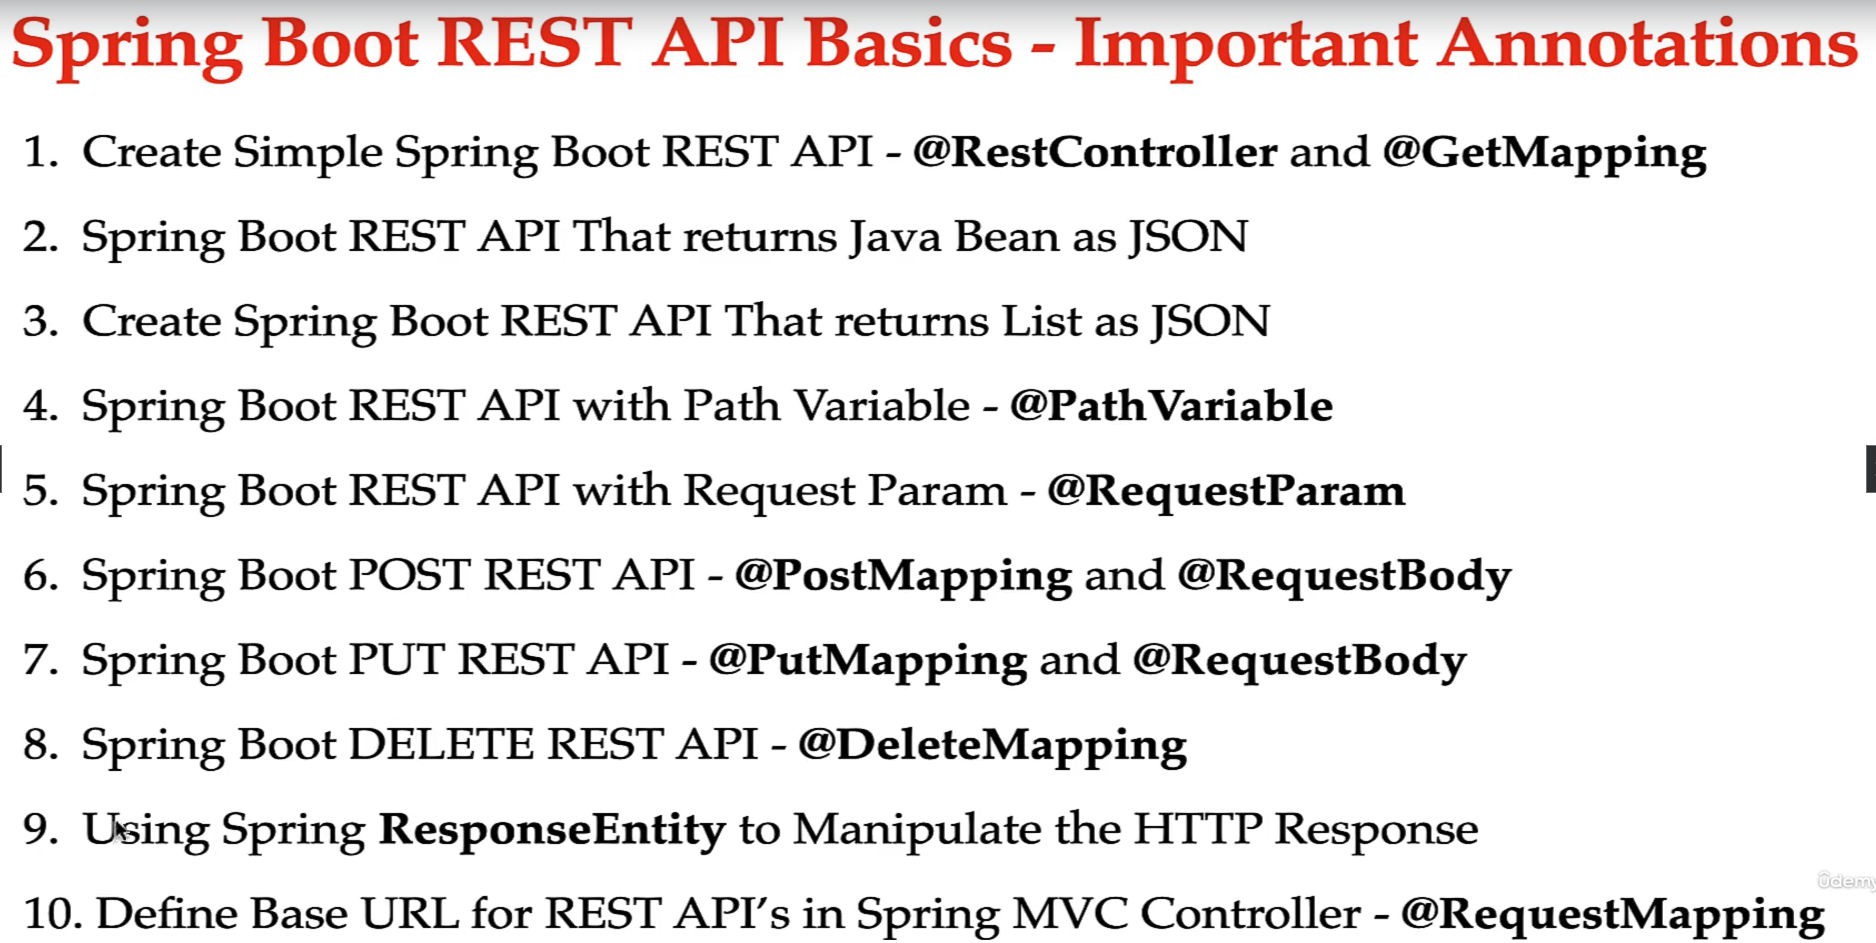 Spring Boot REST API Basics - Important Annotations
1. Create Simple Spring Boot REST API - @RestController and @GetMapping
2. Spring Boot REST API That returns Java Bean as JSON
3. Create Spring Boot REST API That returns List as JSON
4. Spring Boot REST API with Path Variable - @PathVariable
5. Spring Boot REST API with Request Param - @RequestParam
6. Spring Boot POST REST API - @PostMapping and @RequestBody
7. Spring Boot PUT REST API - @PutMapping and @RequestBody
8. Spring Boot DELETE REST API - @DeleteMapping
9. Using Spring ResponseEntity to Manipulate the HTTP Response
ûdemy
10. Define Base URL for REST API’s in Spring MVC Controller - @RequestMapping